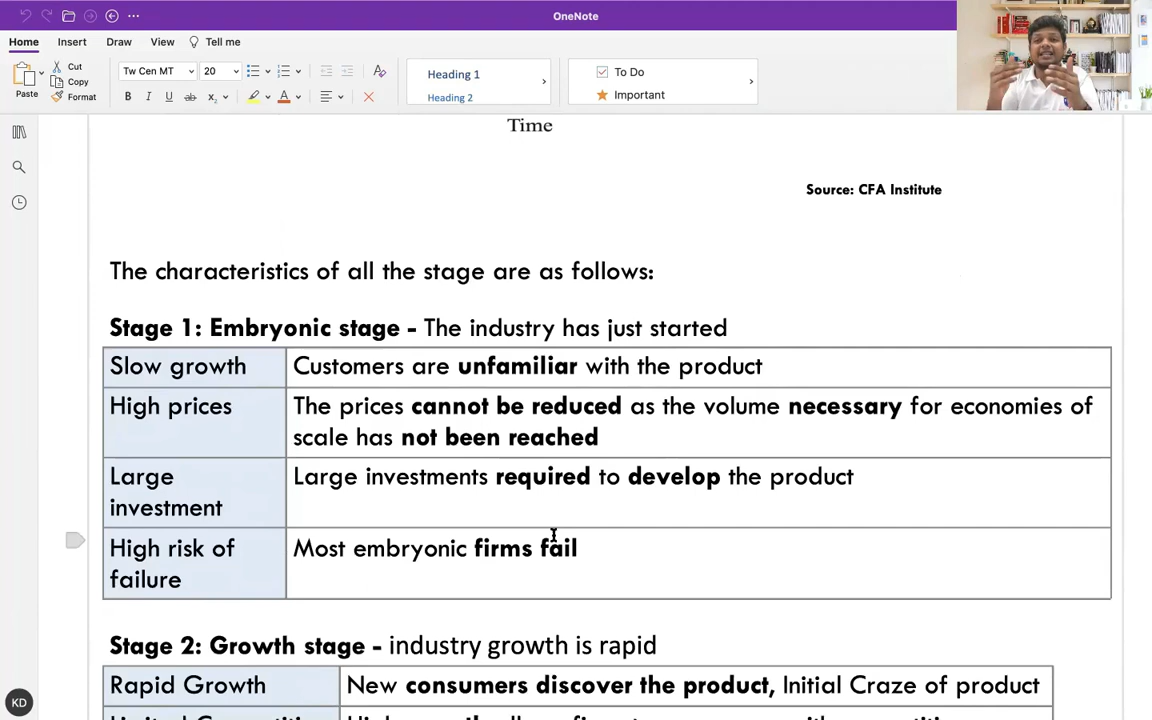 OneNote
Home Insert Draw View Tell me
Paste
Cut
Copy
Format
Tw Cen MT 20
B I U ab X₂ A
Heading 1
Heading 2
To Do
Important
Time
Source: CFA Institute
The characteristics of all the stage are as follows:
Stage 1: Embryonic stage - The industry has just started
Slow growth Customers are unfamiliar with the product
High prices The prices cannot be reduced as the volume necessary for economies of
scale has not been reached
Large Large investments required to develop the product
investment
High risk of Most embryonic firms fail
failure
Stage 2: Growth stage - industry growth is rapid
Rapid Growth New consumers discover the product, Initial Craze of product
KD